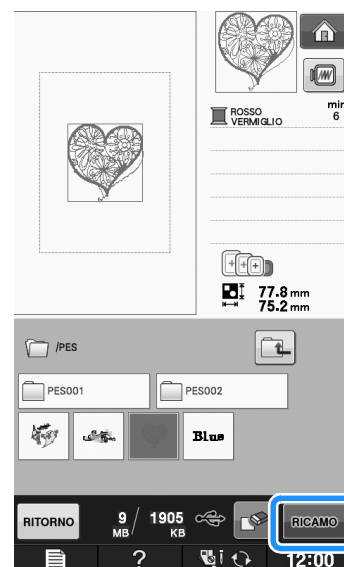 ROSSO
VERMIGLIO
min
6
77.8 mm
75.2 mm
/PES
PES001
PES002
Blue
RITORNO
9 MB / 1905 KB
RICAMO
?
12:00